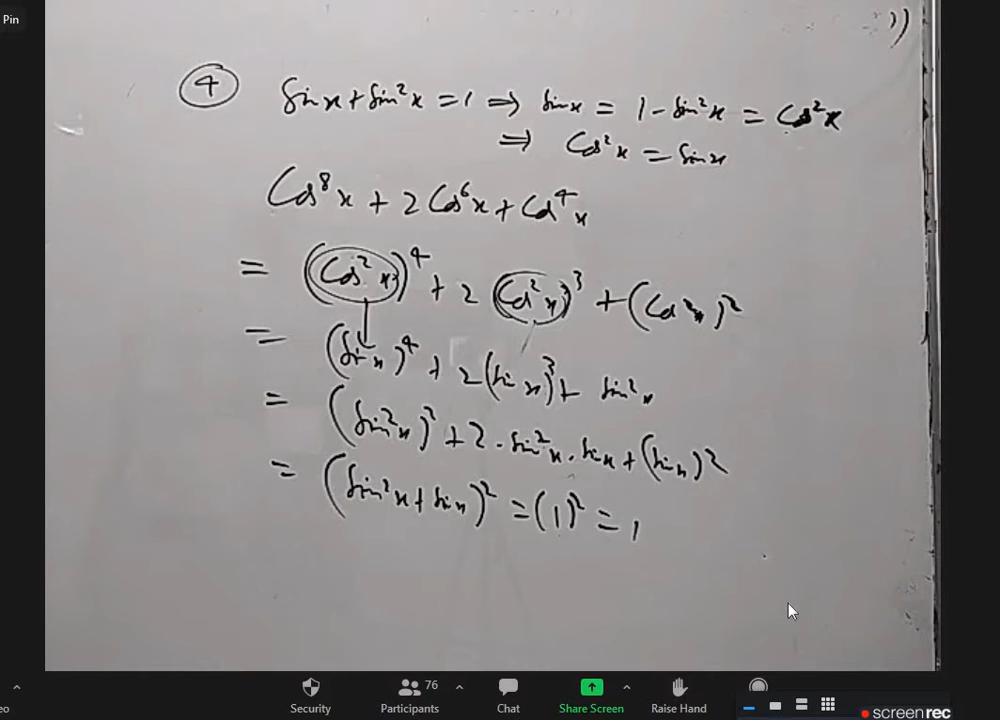 Pin
④ Sin x + Sin²x = 1 ⇒ Sin x = 1 - Sin²x = Cos²x
⇒ Cos²x = Sin x
Cos⁸x + 2 Cos⁶x + Cos⁴x
= (Cos²x)⁴ + 2 (Cos²x)³ + (Cos²x)²
= (Sin x)⁴ + 2 (Sin x)³ + Sin²x
= (Sin²x)² + 2 · Sin²x · Sin x + (Sin x)²
= (Sin²x + Sin x)² = (1)² = 1
eo Security Participants 76 Chat Share Screen Raise Hand
screenrec